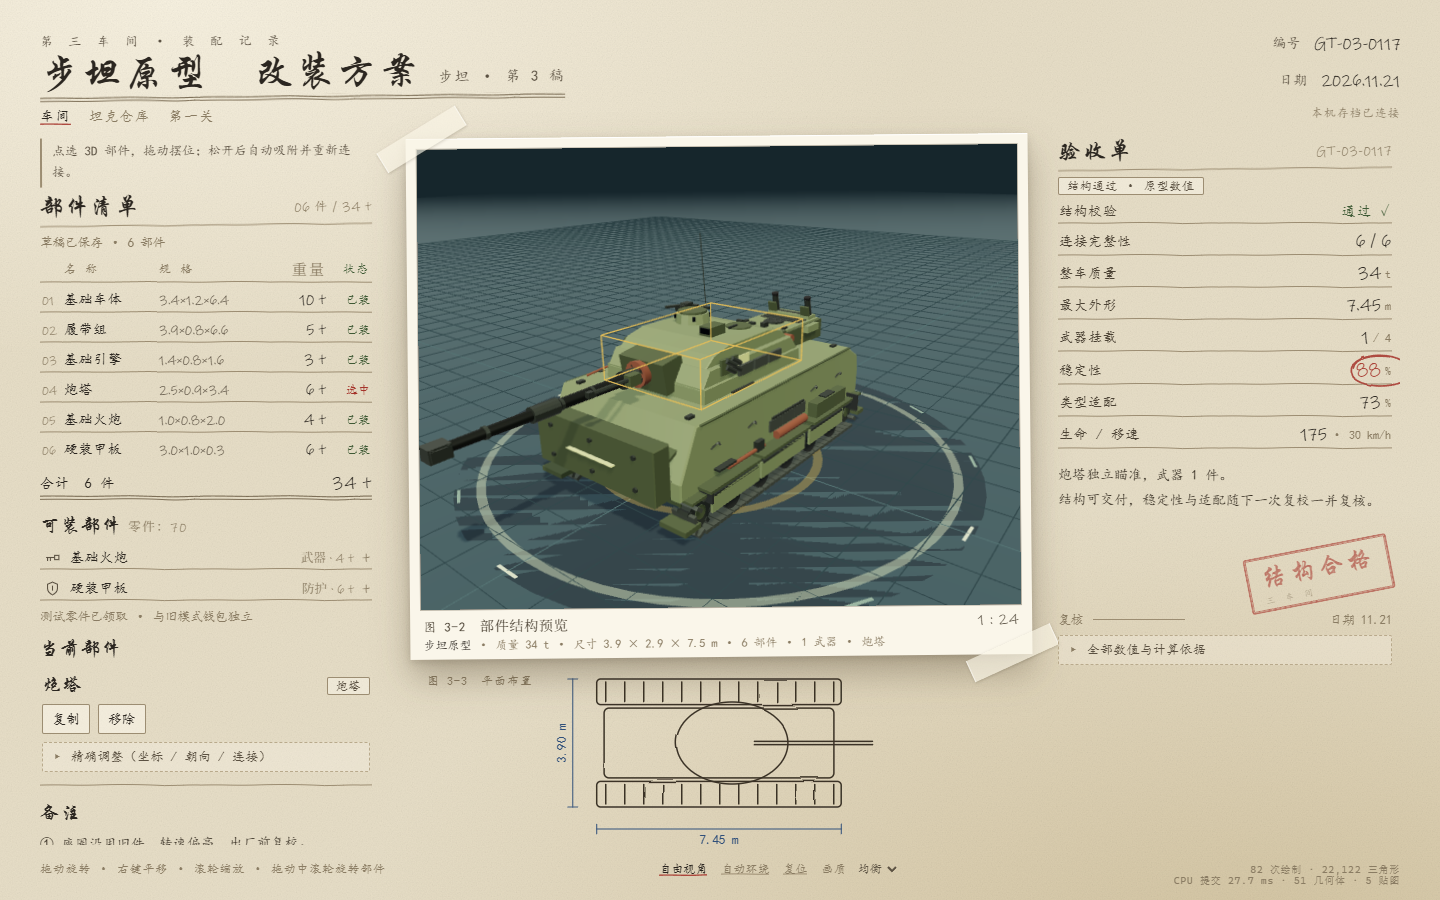 第三车间 • 装配记录
步坦原型 改装方案 步坦 • 第 3 稿
编号 GT-03-0117
日期 2026.11.21
本机存档已连接
车间 坦克仓库 第一关
点选 3D 部件，拖动摆位；松开后自动吸附并重新连
接。
部件清单 06 件 / 34 t
草稿已保存 • 6 部件
名 称 规 格 重量 状态
01 基础车体 3.4×1.2×6.4 10 t 已装
02 履带组 3.9×0.8×6.6 5 t 已装
03 基础引擎 1.4×0.8×1.6 3 t 已装
04 炮塔 2.5×0.9×3.4 6 t 选中
05 基础火炮 1.0×0.8×2.0 4 t 已装
06 硬装甲板 3.0×1.0×0.3 6 t 已装
合计 6 件 34 t
可装部件 零件: 70
基础火炮 武器 · 4 t +
硬装甲板 防护 · 6 t +
测试零件已领取 • 与旧模式钱包独立
当前部件
炮塔 炮塔
复制 移除
▸ 精确调整（坐标 / 朝向 / 连接）
备注
拖动旋转 • 右键平移 • 滚轮缩放 • 拖动中滚轮旋转部件
图 3-2 部件结构预览 1:24
步坦原型 • 质量 34 t • 尺寸 3.9 × 2.9 × 7.5 m • 6 部件 • 1 武器 • 炮塔
图 3-3 平面布置
3.90 m
7.45 m
自由视角 自动环绕 复位 画质 均衡
验收单 GT-03-0117
结构通过 • 原型数值
结构校验 通过 √
连接完整性 6 / 6
整车质量 34 t
最大外形 7.45 m
武器挂载 1 / 4
稳定性 88 %
类型适配 73 %
生命 / 移速 175 • 30 km/h
炮塔独立瞄准，武器 1 件。
结构可交付，稳定性与适配随下一次复校一并复核。
结构合格
复核 日期 11.21
▸ 全部数值与计算依据
82 次绘制 · 22,122 三角形
CPU 提交 27.7 ms · 51 几何体 · 5 贴图